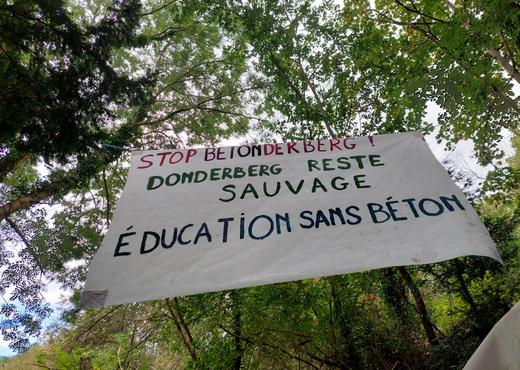 STOP BETONDERBERG !
DONDERBERG RESTE
SAUVAGE
ÉDUCATION SANS BÉTON